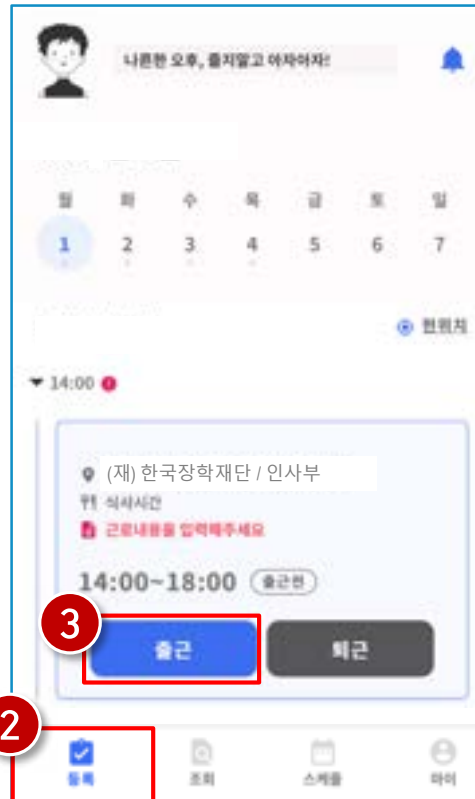 나른한 오후, 졸지말고 아자아자!
월 화 수 목 금 토 일
1 2 3 4 5 6 7
현위치
14:00
(재) 한국장학재단 / 인사부
식사시간
근로내용을 입력해주세요
14:00~18:00 출근전
3
출근 퇴근
2
등록 조회 스케줄 마이